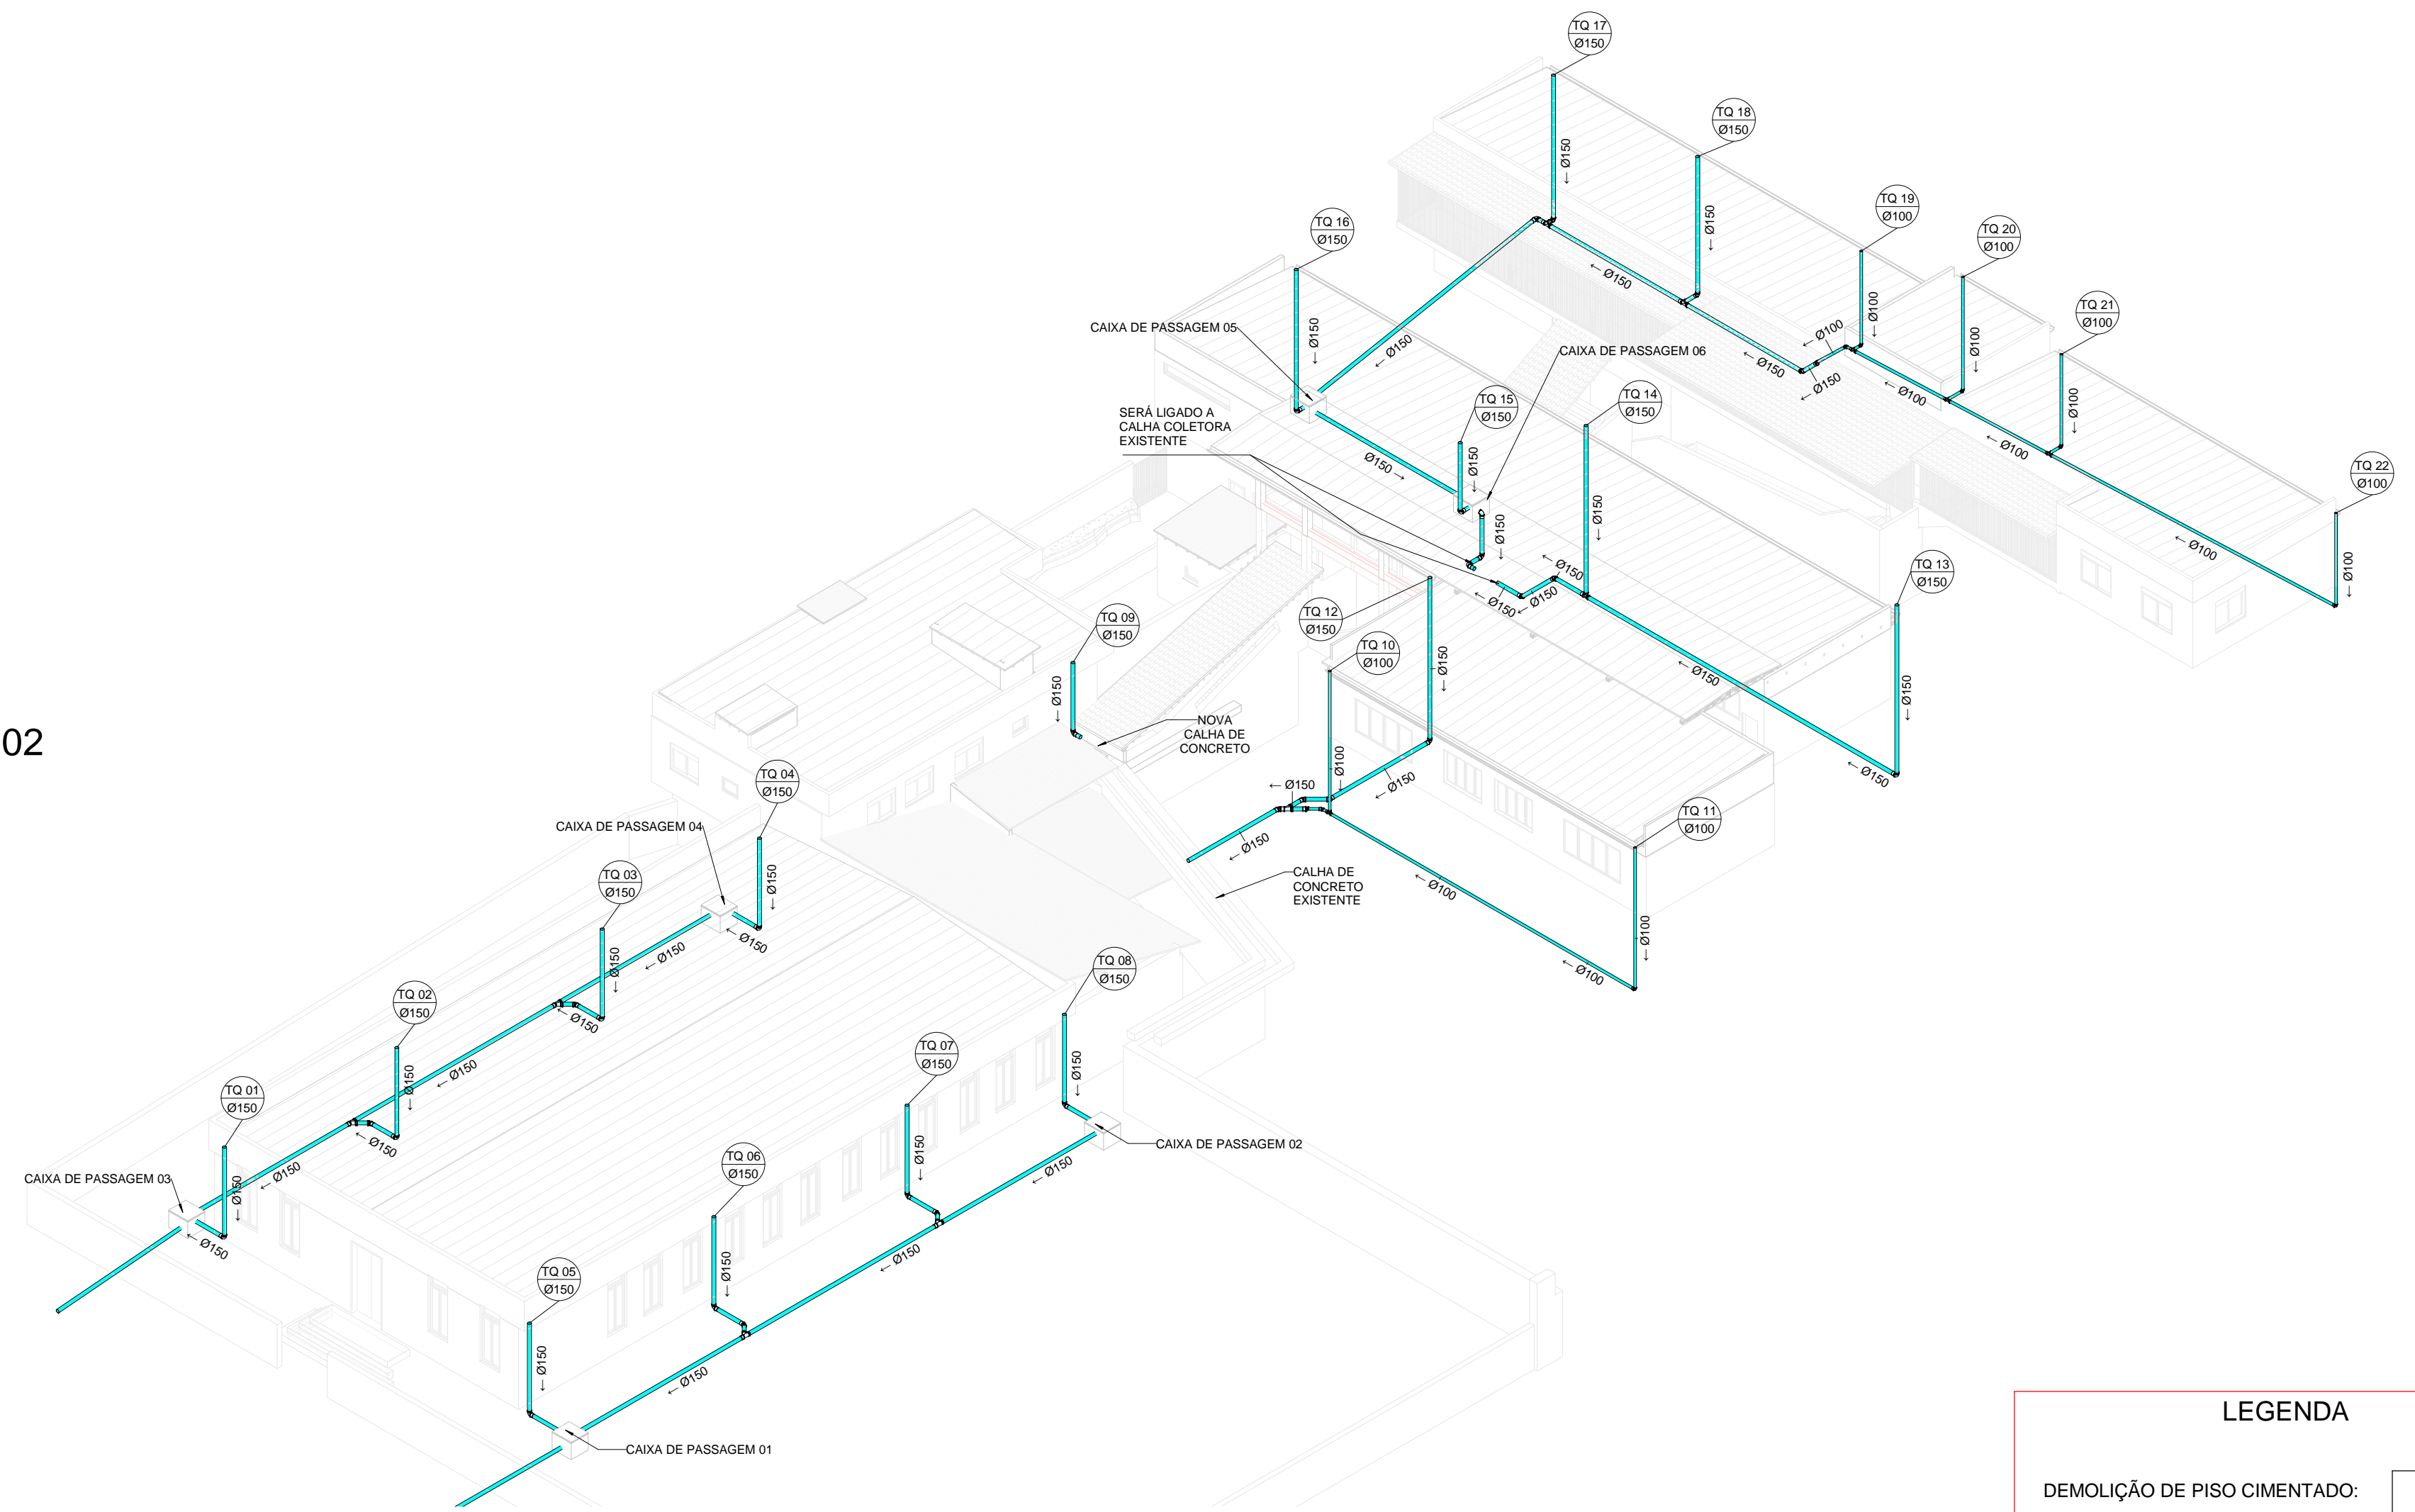 TQ 17
Ø150
TQ 18
Ø150
← Ø150
← Ø150
TQ 19
Ø100
TQ 16
Ø150
TQ 20
Ø100
← Ø150
TQ 21
Ø100
← Ø150
← Ø100
← Ø100
CAIXA DE PASSAGEM 05
← Ø100
← Ø150
CAIXA DE PASSAGEM 06
← Ø150
← Ø150
← Ø100
← Ø100
TQ 15
Ø150
TQ 14
Ø150
SERÁ LIGADO A
CALHA COLETORA
EXISTENTE
Ø150 →
← Ø150
← Ø100
TQ 22
Ø100
← Ø150
← Ø150
← Ø100
← Ø100
← Ø150
TQ 13
Ø150
← Ø150
← Ø150
TQ 12
Ø150
TQ 09
Ø150
TQ 10
Ø100
← Ø150
← Ø150
← Ø150
← Ø150
NOVA
CALHA DE
CONCRETO
02
← Ø100
← Ø150
← Ø150
TQ 04
Ø150
← Ø150
TQ 11
Ø100
CAIXA DE PASSAGEM 04
← Ø150
TQ 03
Ø150
← Ø150
CALHA DE
CONCRETO
EXISTENTE
← Ø100
← Ø150
← Ø100
← Ø150
← Ø150
← Ø100
TQ 08
Ø150
TQ 02
Ø150
← Ø150
TQ 07
Ø150
← Ø150
← Ø150
← Ø150
TQ 01
Ø150
← Ø150
← Ø150
CAIXA DE PASSAGEM 02
TQ 06
Ø150
← Ø150
← Ø150
CAIXA DE PASSAGEM 03
← Ø150
← Ø150
← Ø150
← Ø150
TQ 05
Ø150
← Ø150
← Ø150
← Ø150
CAIXA DE PASSAGEM 01
LEGENDA
DEMOLIÇÃO DE PISO CIMENTADO: